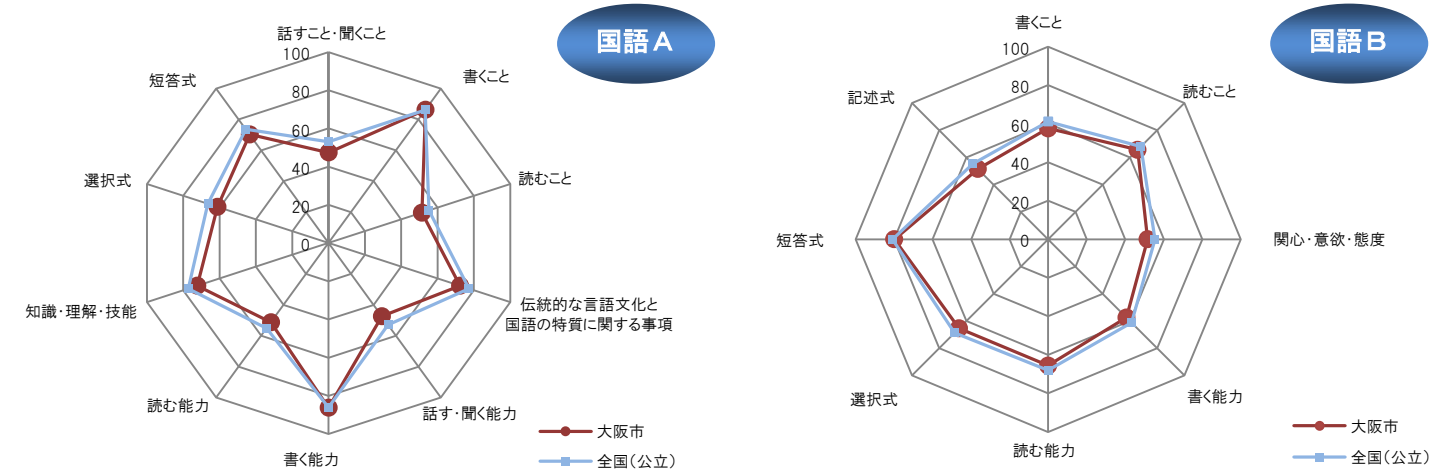 国語A
話すこと・聞くこと
書くこと
読むこと
伝統的な言語文化と
国語の特質に関する事項
話す・聞く能力
書く能力
読む能力
知識・理解・技能
選択式
短答式
100
80
60
40
20
0
大阪市
全国(公立)
国語B
書くこと
読むこと
関心・意欲・態度
書く能力
読む能力
選択式
短答式
記述式
100
80
60
40
20
0
大阪市
全国(公立)